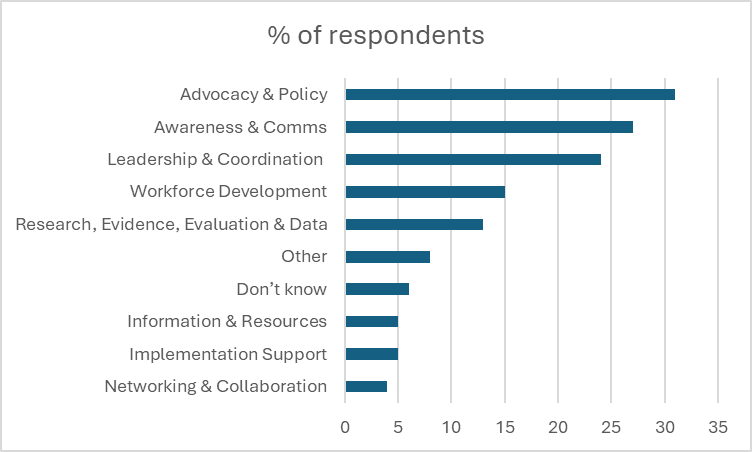 % of respondents
Advocacy & Policy
Awareness & Comms
Leadership & Coordination
Workforce Development
Research, Evidence, Evaluation & Data
Other
Don’t know
Information & Resources
Implementation Support
Networking & Collaboration
0 5 10 15 20 25 30 35